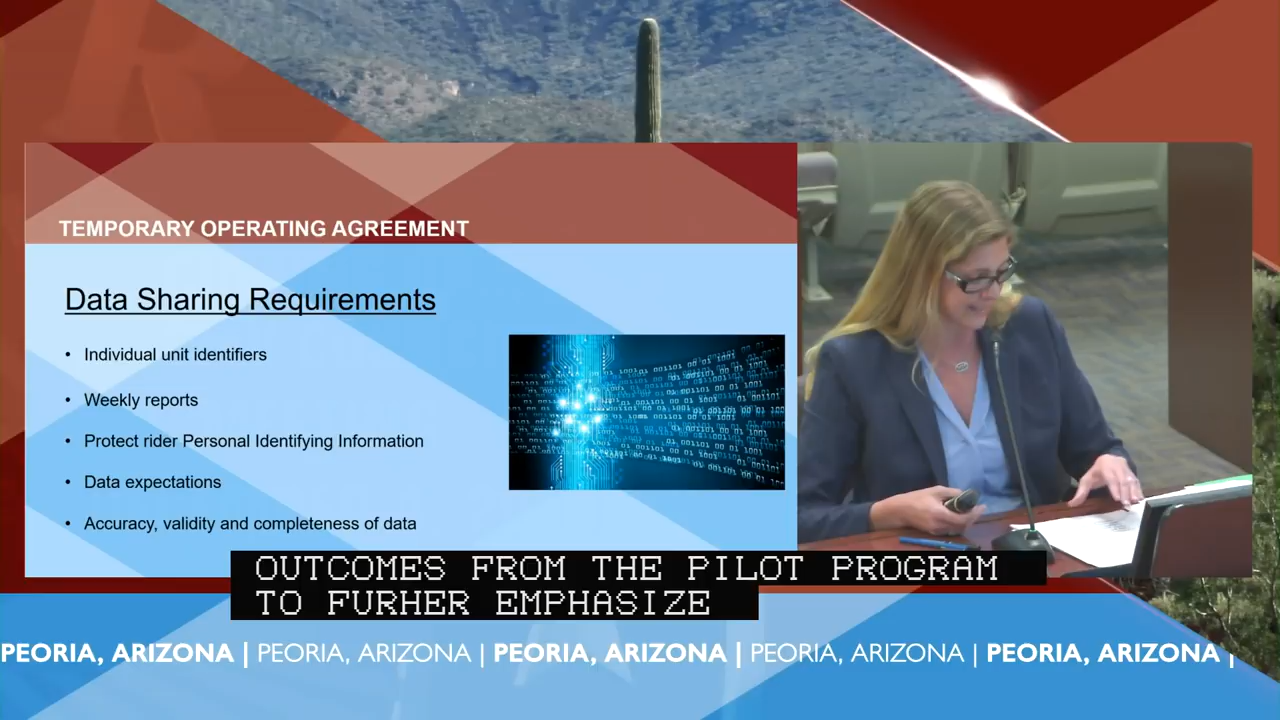 TEMPORARY OPERATING AGREEMENT
Data Sharing Requirements
• Individual unit identifiers
• Weekly reports
• Protect rider Personal Identifying Information
• Data expectations
• Accuracy, validity and completeness of data
OUTCOMES FROM THE PILOT PROGRAM
TO FURHER EMPHASIZE
PEORIA, ARIZONA | PEORIA, ARIZONA | PEORIA, ARIZONA | PEORIA, ARIZONA | PEORIA, ARIZONA |